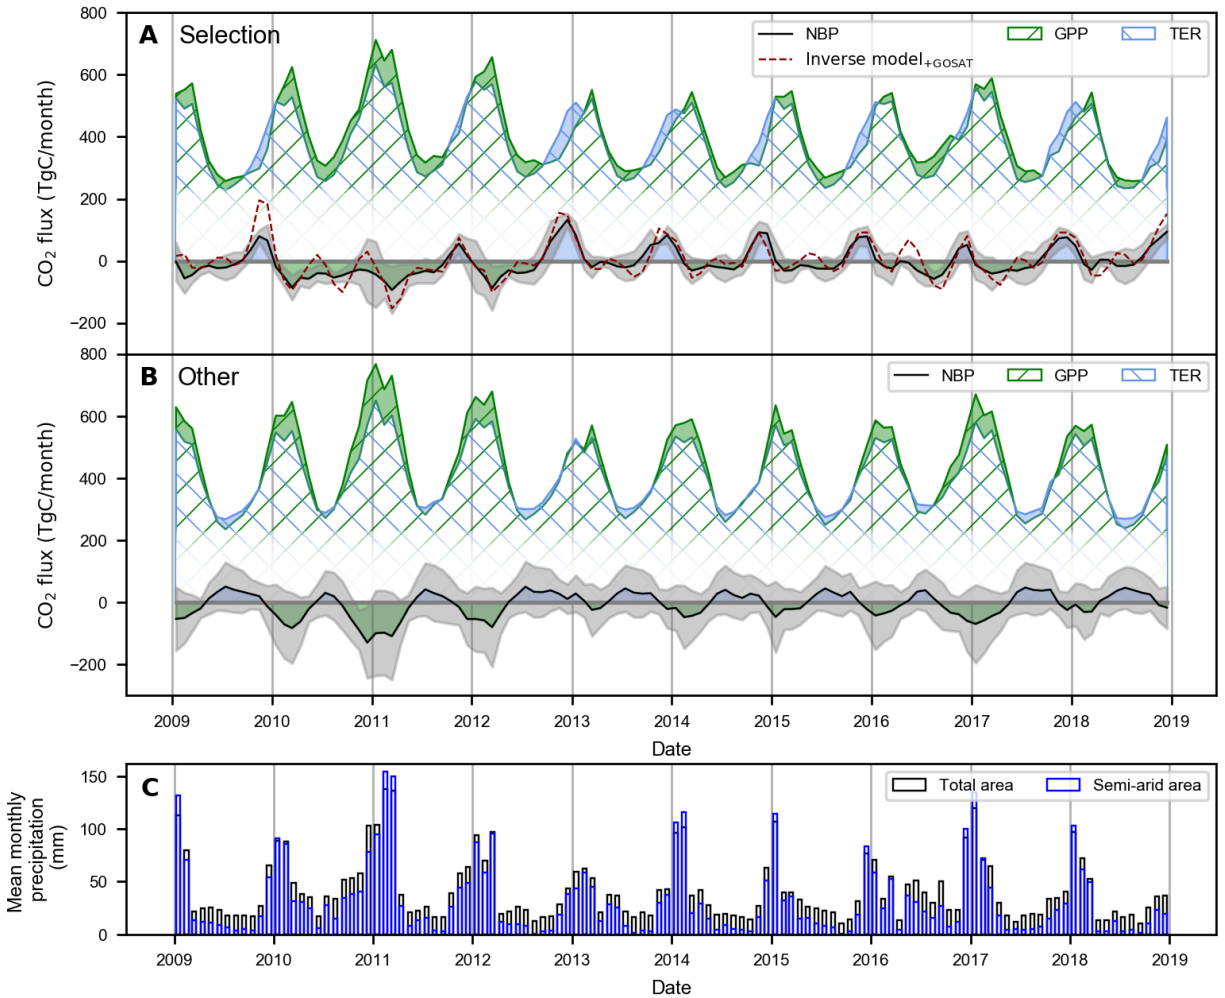 A Selection
NBP
GPP
TER
Inverse model+GOSAT
CO2 flux (TgC/month)
800
600
400
200
0
−200
B Other
NBP
GPP
TER
CO2 flux (TgC/month)
800
600
400
200
0
−200
2009 2010 2011 2012 2013 2014 2015 2016 2017 2018 2019
Date
C
Total area
Semi-arid area
Mean monthly
precipitation
(mm)
150
100
50
0
2009 2010 2011 2012 2013 2014 2015 2016 2017 2018 2019
Date